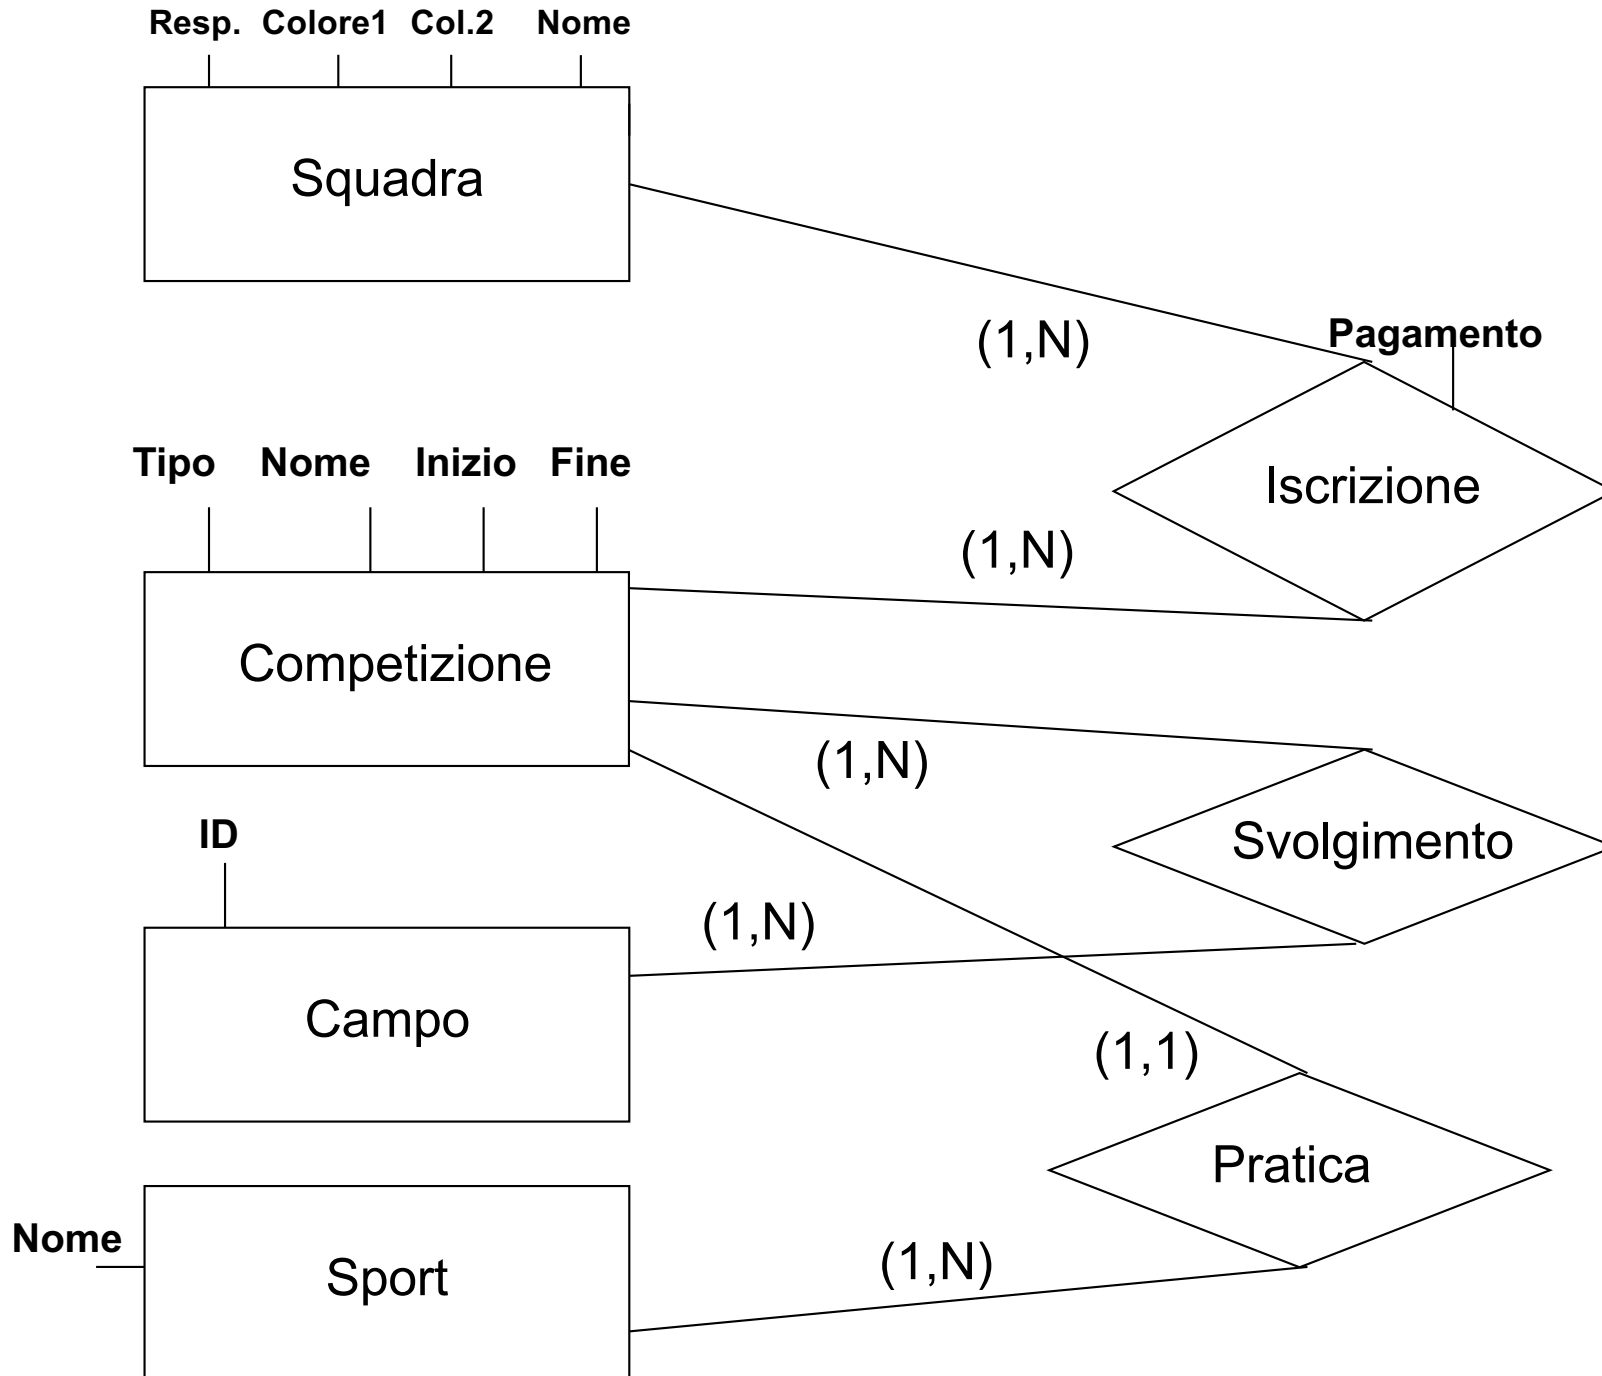 Resp. Colore1 Col.2 Nome
Squadra
(1,N)
Pagamento
Tipo Nome Inizio Fine
Iscrizione
(1,N)
Competizione
(1,N)
ID
Svolgimento
(1,N)
Campo
(1,1)
Pratica
Nome
(1,N)
Sport